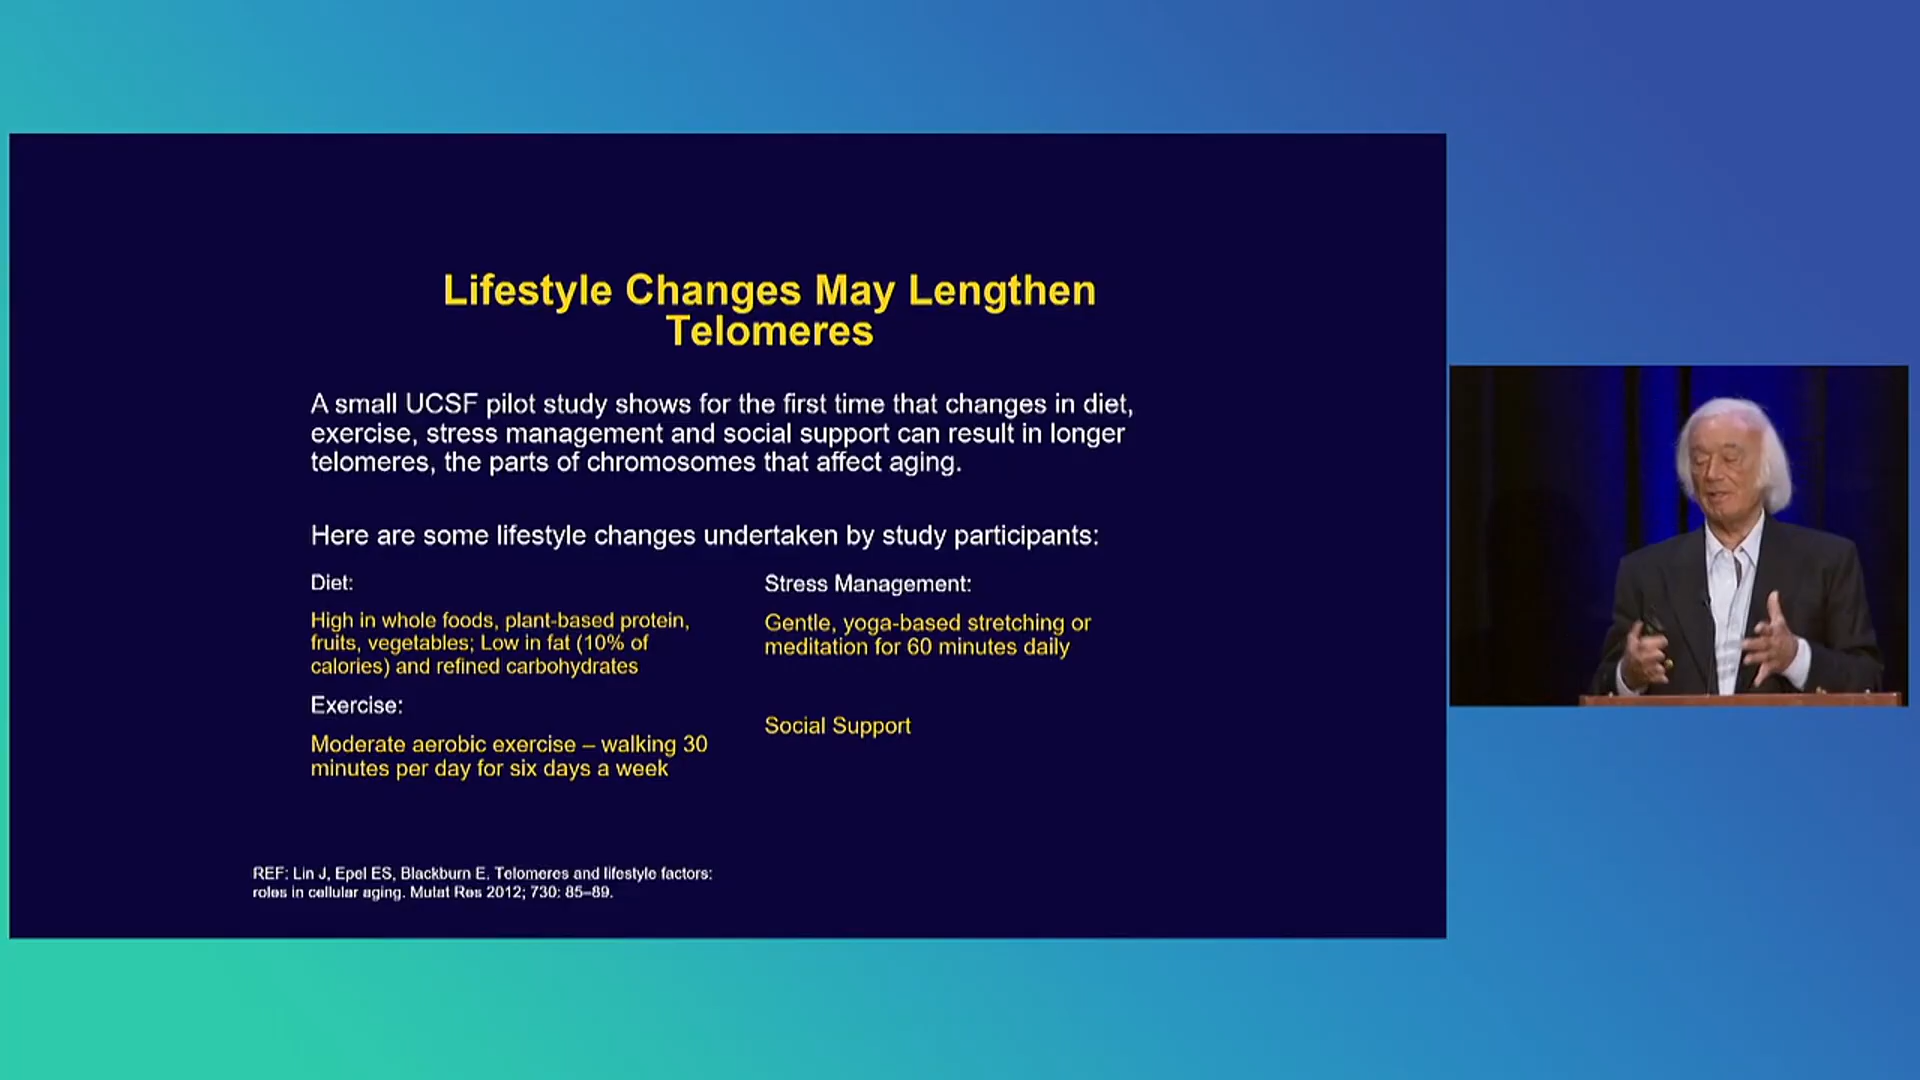 Lifestyle Changes May Lengthen
Telomeres
A small UCSF pilot study shows for the first time that changes in diet,
exercise, stress management and social support can result in longer
telomeres, the parts of chromosomes that affect aging.
Here are some lifestyle changes undertaken by study participants:
Diet:
High in whole foods, plant-based protein,
fruits, vegetables; Low in fat (10% of
calories) and refined carbohydrates
Exercise:
Moderate aerobic exercise – walking 30
minutes per day for six days a week
Stress Management:
Gentle, yoga-based stretching or
meditation for 60 minutes daily
Social Support
REF: Lin J, Epel ES, Blackburn E. Telomeres and lifestyle factors:
roles in cellular aging. Mutat Res 2012; 730: 85–89.